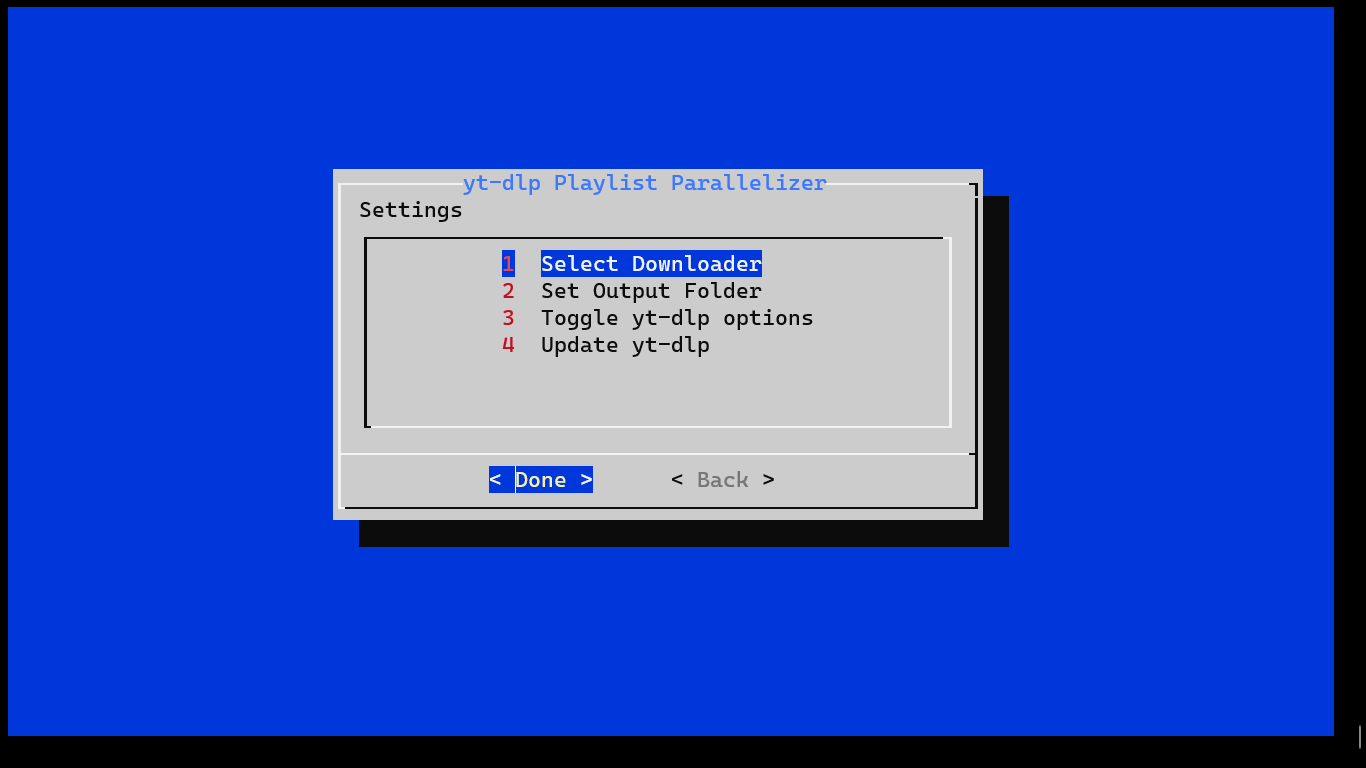 yt-dlp Playlist Parallelizer
Settings
1 Select Downloader
2 Set Output Folder
3 Toggle yt-dlp options
4 Update yt-dlp
< Done > < Back >